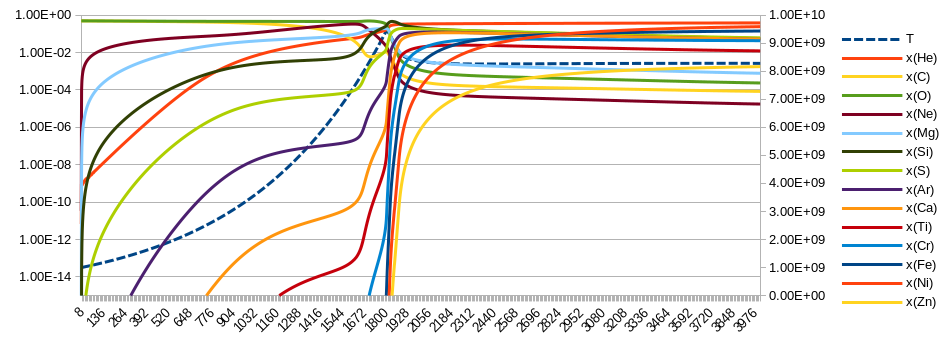 1.00E+00
1.00E-02
1.00E-04
1.00E-06
1.00E-08
1.00E-10
1.00E-12
1.00E-14
1.00E+10
9.00E+09
8.00E+09
7.00E+09
6.00E+09
5.00E+09
4.00E+09
3.00E+09
2.00E+09
1.00E+09
0.00E+00
8 136 264 392 520 648 776 904 1032 1160 1288 1416 1544 1672 1800 1928 2056 2184 2312 2440 2568 2696 2824 2952 3080 3208 3336 3464 3592 3720 3848 3976
T
x(He)
x(C)
x(O)
x(Ne)
x(Mg)
x(Si)
x(S)
x(Ar)
x(Ca)
x(Ti)
x(Cr)
x(Fe)
x(Ni)
x(Zn)